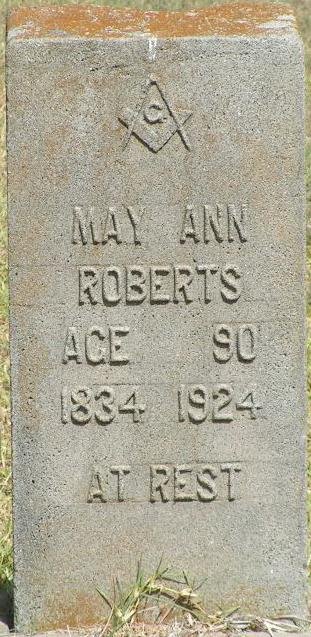 G
MAY ANN
ROBERTS
AGE 90
1834 1924
AT REST